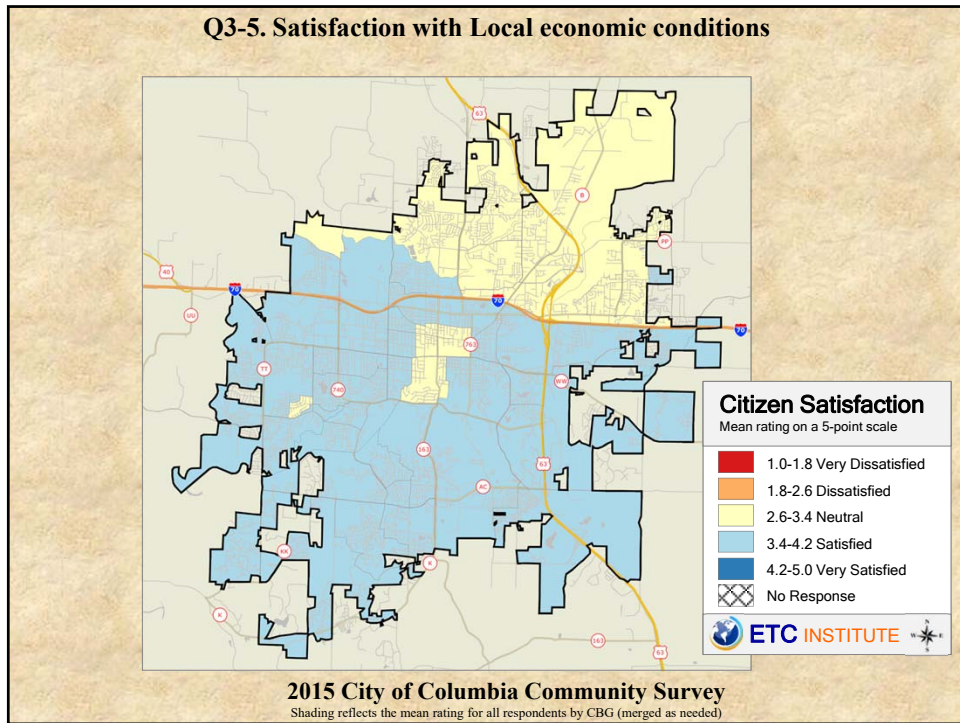 Q3-5. Satisfaction with Local economic conditions
63
B
PP
40
70
70
70
UU
763
TT
740
WW
163
63
AC
KK
K
K
163
63
Citizen Satisfaction
Mean rating on a 5-point scale
1.0-1.8 Very Dissatisfied
1.8-2.6 Dissatisfied
2.6-3.4 Neutral
3.4-4.2 Satisfied
4.2-5.0 Very Satisfied
No Response
ETC INSTITUTE
N
W E
S
2015 City of Columbia Community Survey
Shading reflects the mean rating for all respondents by CBG (merged as needed)